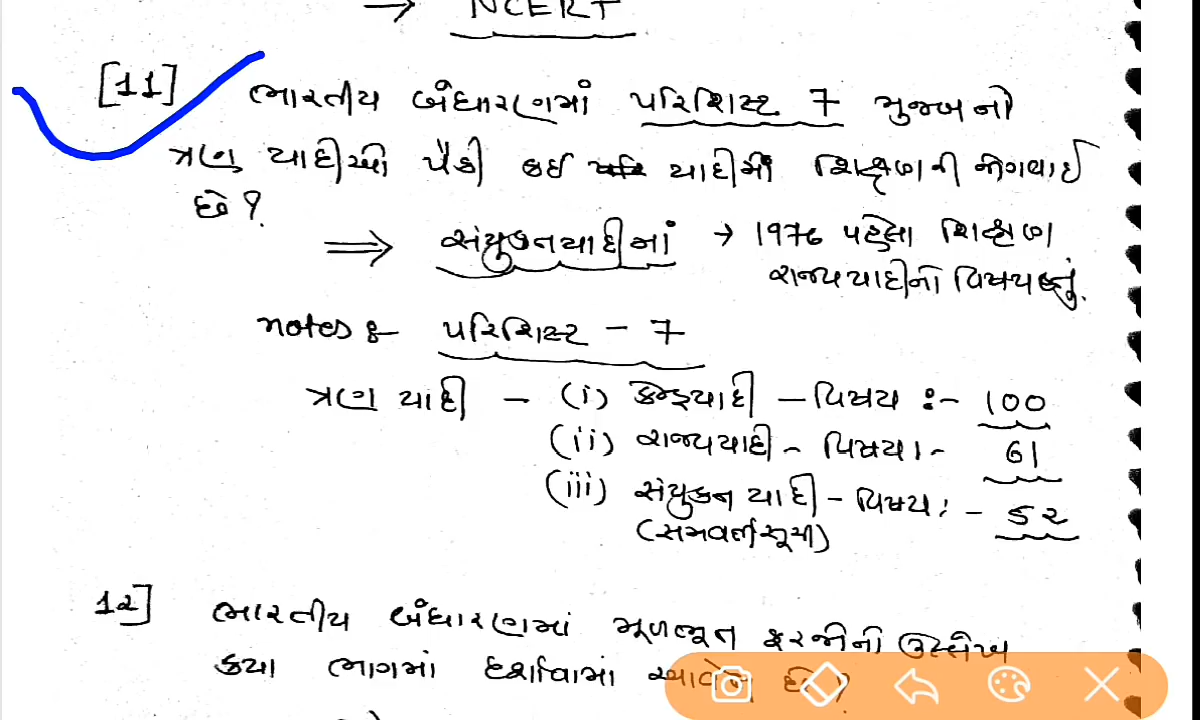 → NCERT
[11] ભારતીય બંધારણમાં પરિશિષ્ટ 7 મુજબનો
ત્રણ યાદીઓ પૈકી કઈ યાદીમાં શિક્ષણની જોગવાઈ
છે?
⇒ સંયુક્તયાદીમાં → 1976 પહેલા શિક્ષણ
રાજ્યયાદીનો વિષય હતું.
notes :- પરિશિષ્ટ - 7
ત્રણ યાદી - (i) કેન્દ્રયાદી - વિષય :- 100
(ii) રાજ્યયાદી - વિષય :- 61
(iii) સંયુક્ત યાદી - વિષય : - 52
(સમવર્તી સૂચી)
12] ભારતીય બંધારણમાં મૂળભૂત ફરજોનો ઉલ્લેખ
કયા ભાગમાં દર્શાવવામાં